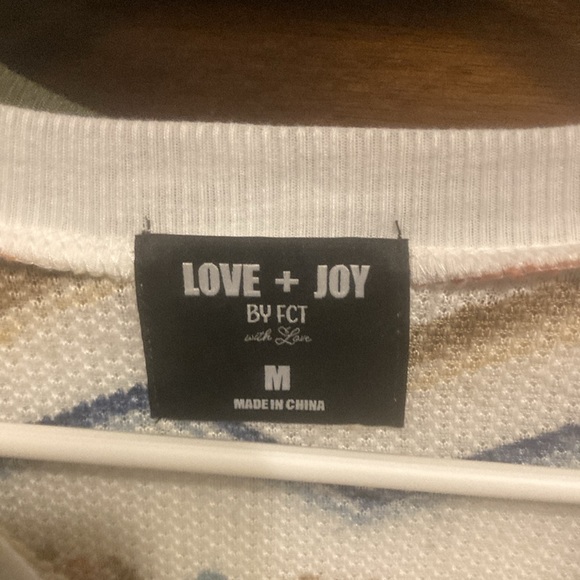 LOVE + JOY
BY FCT
with Love
M
MADE IN CHINA